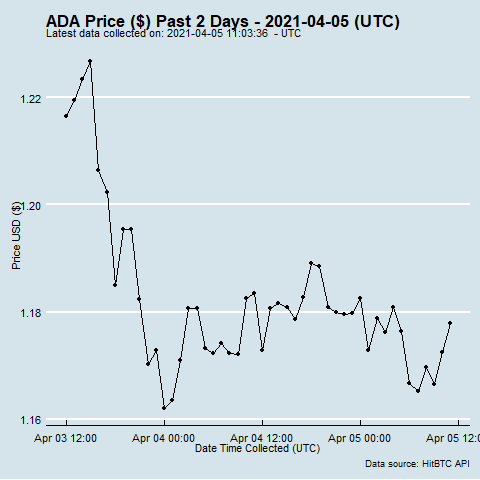 ADA Price ($) Past 2 Days - 2021-04-05 (UTC)
Latest data collected on: 2021-04-05 11:03:36 - UTC
1.22
1.20
1.18
1.16
Price USD ($)
Apr 03 12:00
Apr 04 00:00
Apr 04 12:00
Apr 05 00:00
Apr 05 12:00
Date Time Collected (UTC)
Data source: HitBTC API